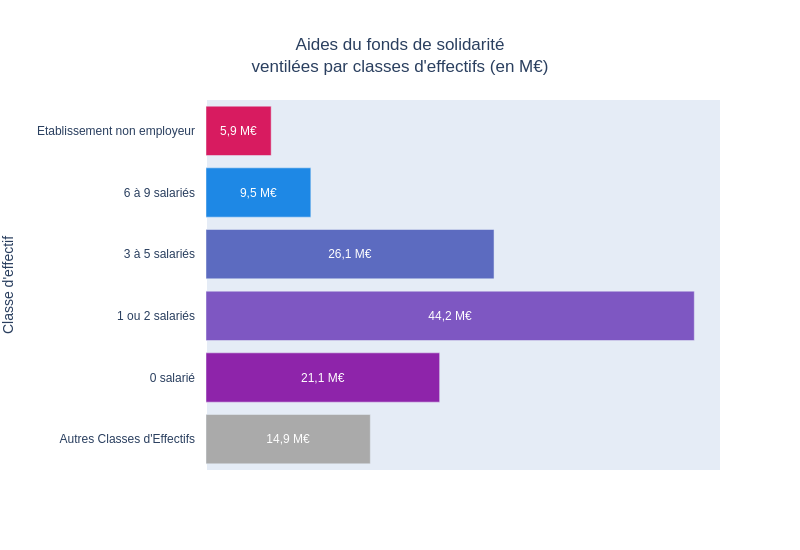 Aides du fonds de solidarité
ventilées par classes d'effectifs (en M€)
Classe d'effectif
Etablissement non employeur
5,9 M€
6 à 9 salariés
9,5 M€
3 à 5 salariés
26,1 M€
1 ou 2 salariés
44,2 M€
0 salarié
21,1 M€
Autres Classes d'Effectifs
14,9 M€